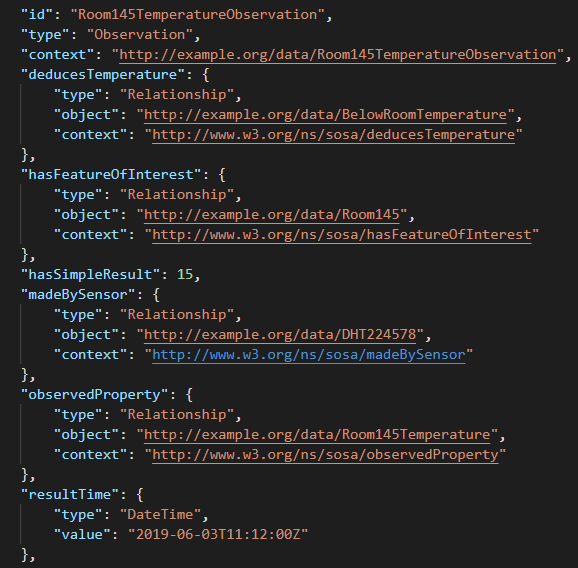 "id": "Room145TemperatureObservation",
"type": "Observation",
"context": "http://example.org/data/Room145TemperatureObservation",
"deducesTemperature": {
    "type": "Relationship",
    "object": "http://example.org/data/BelowRoomTemperature",
    "context": "http://www.w3.org/ns/sosa/deducesTemperature"
},
"hasFeatureOfInterest": {
    "type": "Relationship",
    "object": "http://example.org/data/Room145",
    "context": "http://www.w3.org/ns/sosa/hasFeatureOfInterest"
},
"hasSimpleResult": 15,
"madeBySensor": {
    "type": "Relationship",
    "object": "http://example.org/data/DHT224578",
    "context": "http://www.w3.org/ns/sosa/madeBySensor"
},
"observedProperty": {
    "type": "Relationship",
    "object": "http://example.org/data/Room145Temperature",
    "context": "http://www.w3.org/ns/sosa/observedProperty"
},
"resultTime": {
    "type": "DateTime",
    "value": "2019-06-03T11:12:00Z"
},